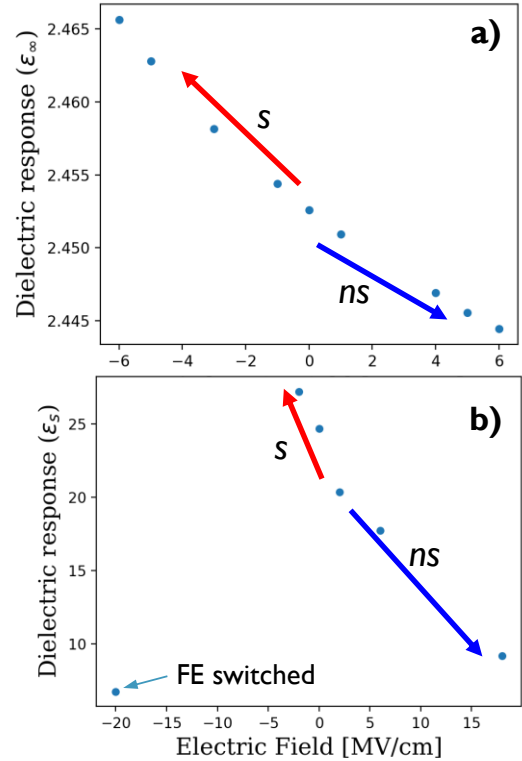 a)
Dielectric response (ε∞)
2.465
2.460
2.455
2.450
2.445
s
ns
−6 −4 −2 0 2 4 6
b)
Dielectric response (εs)
25
20
15
10
s
ns
FE switched
−20 −15 −10 −5 0 5 10 15
Electric Field [MV/cm]